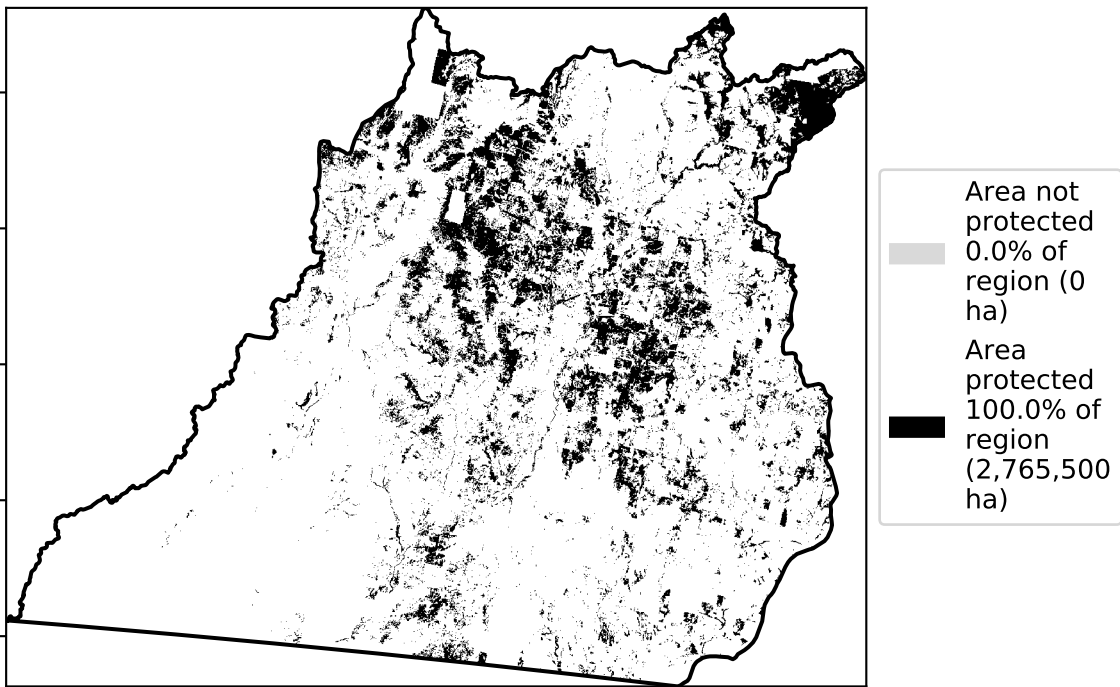 Area not
protected
0.0% of
region (0
ha)
Area
protected
100.0% of
region
(2,765,500
ha)